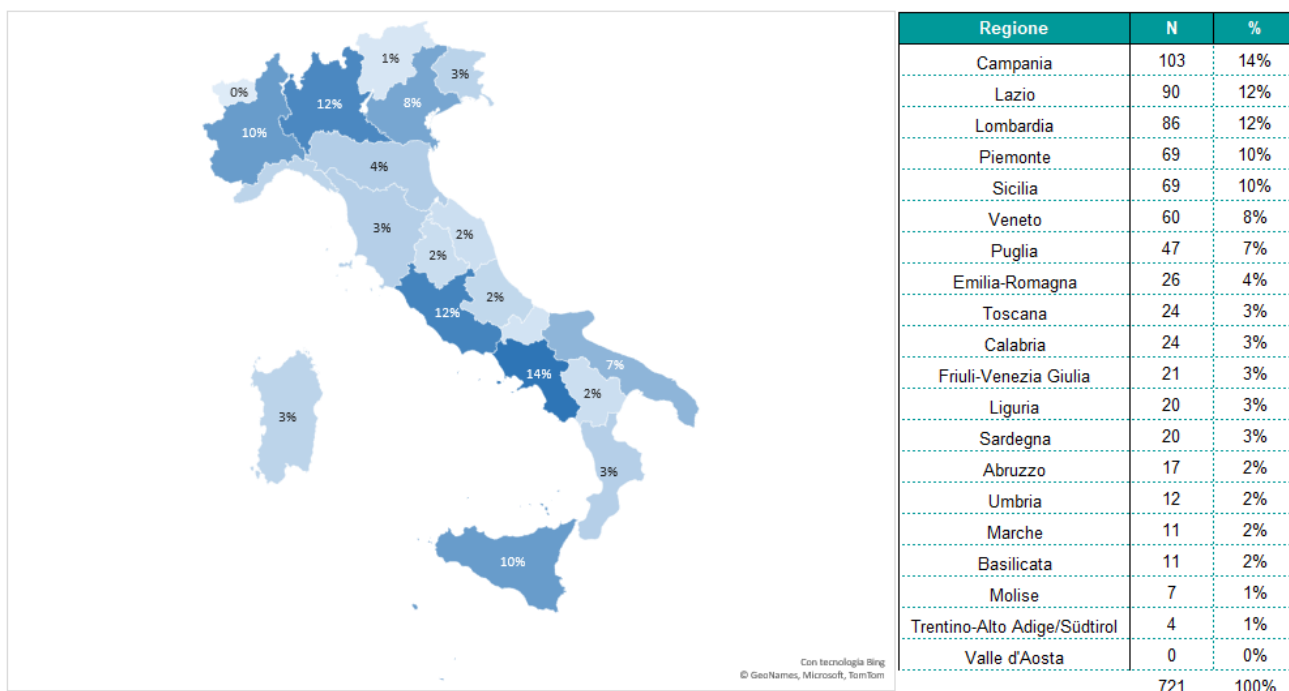 1%
3%
0%
12%
8%
10%
4%
3%
2%
2%
2%
12%
14%
7%
2%
3%
3%
10%
Con tecnologia Bing
© GeoNames, Microsoft, TomTom
Regione N %
Campania 103 14%
Lazio 90 12%
Lombardia 86 12%
Piemonte 69 10%
Sicilia 69 10%
Veneto 60 8%
Puglia 47 7%
Emilia-Romagna 26 4%
Toscana 24 3%
Calabria 24 3%
Friuli-Venezia Giulia 21 3%
Liguria 20 3%
Sardegna 20 3%
Abruzzo 17 2%
Umbria 12 2%
Marche 11 2%
Basilicata 11 2%
Molise 7 1%
Trentino-Alto Adige/Südtirol 4 1%
Valle d'Aosta 0 0%
721 100%